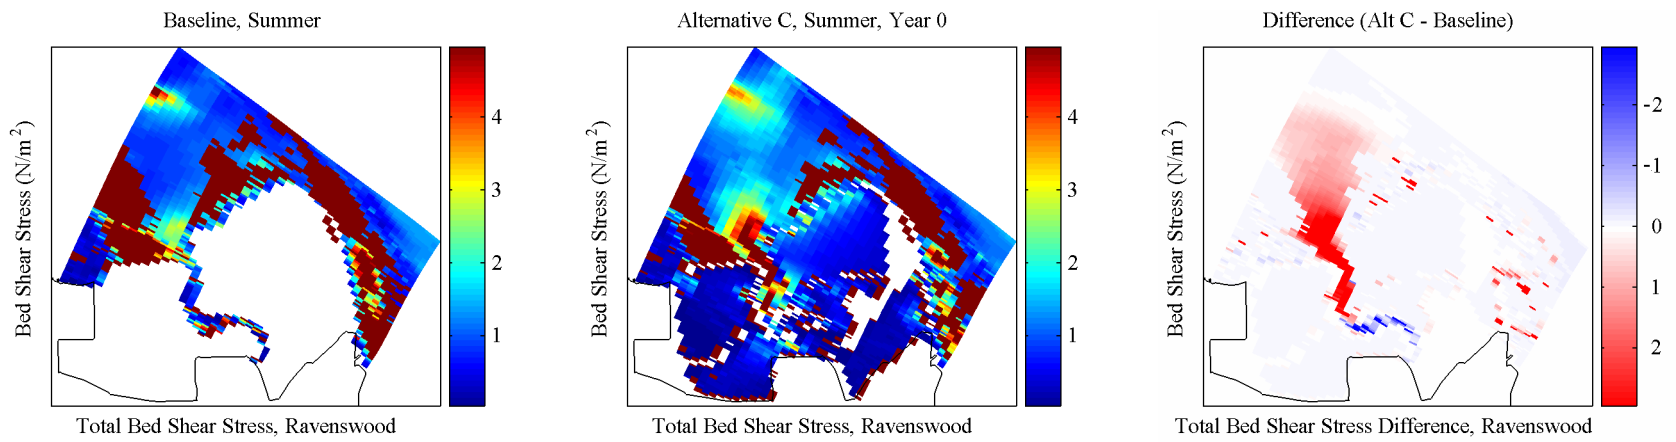 Baseline, Summer
Bed Shear Stress (N/m2)
4
3
2
1
Total Bed Shear Stress, Ravenswood
Alternative C, Summer, Year 0
Bed Shear Stress (N/m2)
4
3
2
1
Total Bed Shear Stress, Ravenswood
Difference (Alt C - Baseline)
Bed Shear Stress (N/m2)
-2
-1
0
1
2
Total Bed Shear Stress Difference, Ravenswood